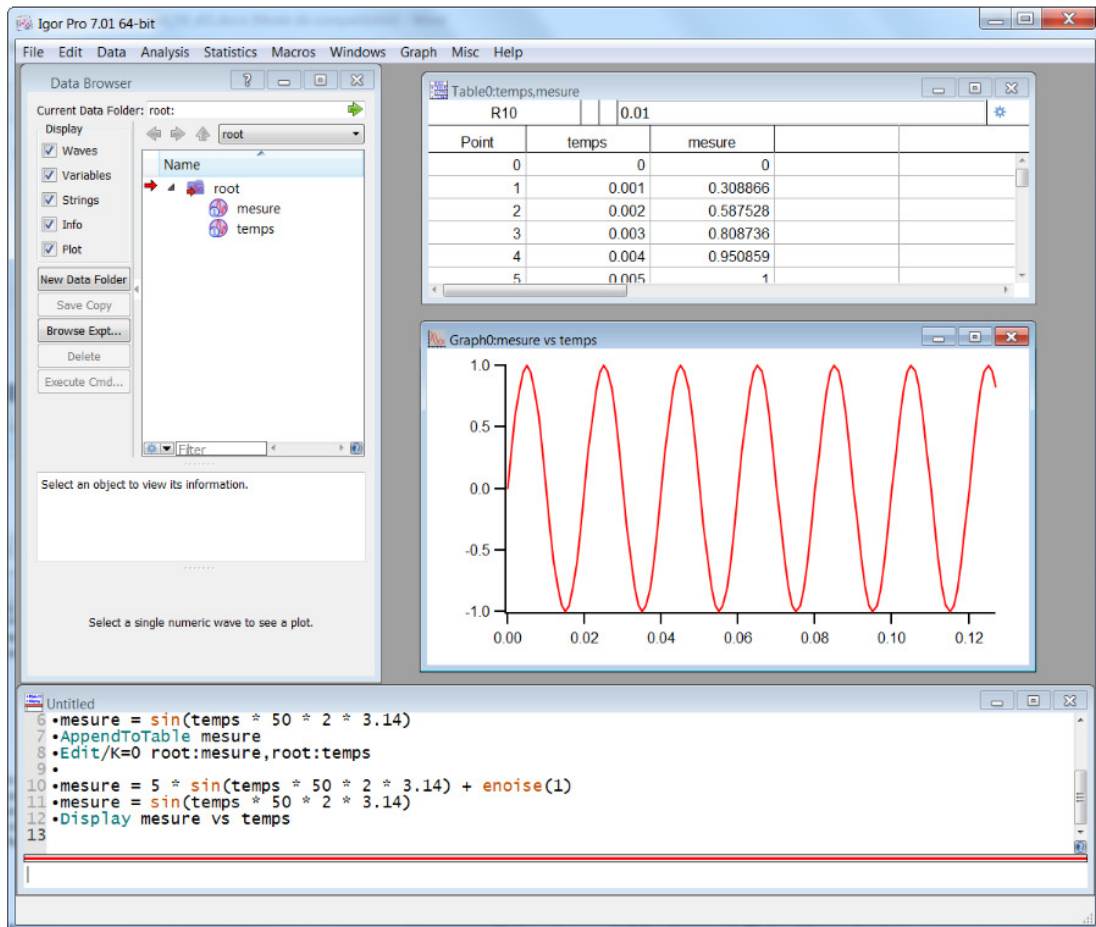 Igor Pro 7.01 64-bit
File Edit Data Analysis Statistics Macros Windows Graph Misc Help
Data Browser
Current Data Folder: root:
Display
Waves
Variables
Strings
Info
Plot
New Data Folder
Save Copy
Browse Expt...
Delete
Execute Cmd...
root
Name
root
mesure
temps
Filter
Select an object to view its information.
Select a single numeric wave to see a plot.
Table0:temps,mesure
R10 0.01
Point temps mesure
0 0 0
1 0.001 0.308866
2 0.002 0.587528
3 0.003 0.808736
4 0.004 0.950859
5 0.005 1
Graph0:mesure vs temps
1.0
0.5
0.0
-0.5
-1.0
0.00 0.02 0.04 0.06 0.08 0.10 0.12
Untitled
6 •mesure = sin(temps * 50 * 2 * 3.14)
7 •AppendToTable mesure
8 •Edit/K=0 root:mesure,root:temps
9 •
10 •mesure = 5 * sin(temps * 50 * 2 * 3.14) + enoise(1)
11 •mesure = sin(temps * 50 * 2 * 3.14)
12 •Display mesure vs temps
13